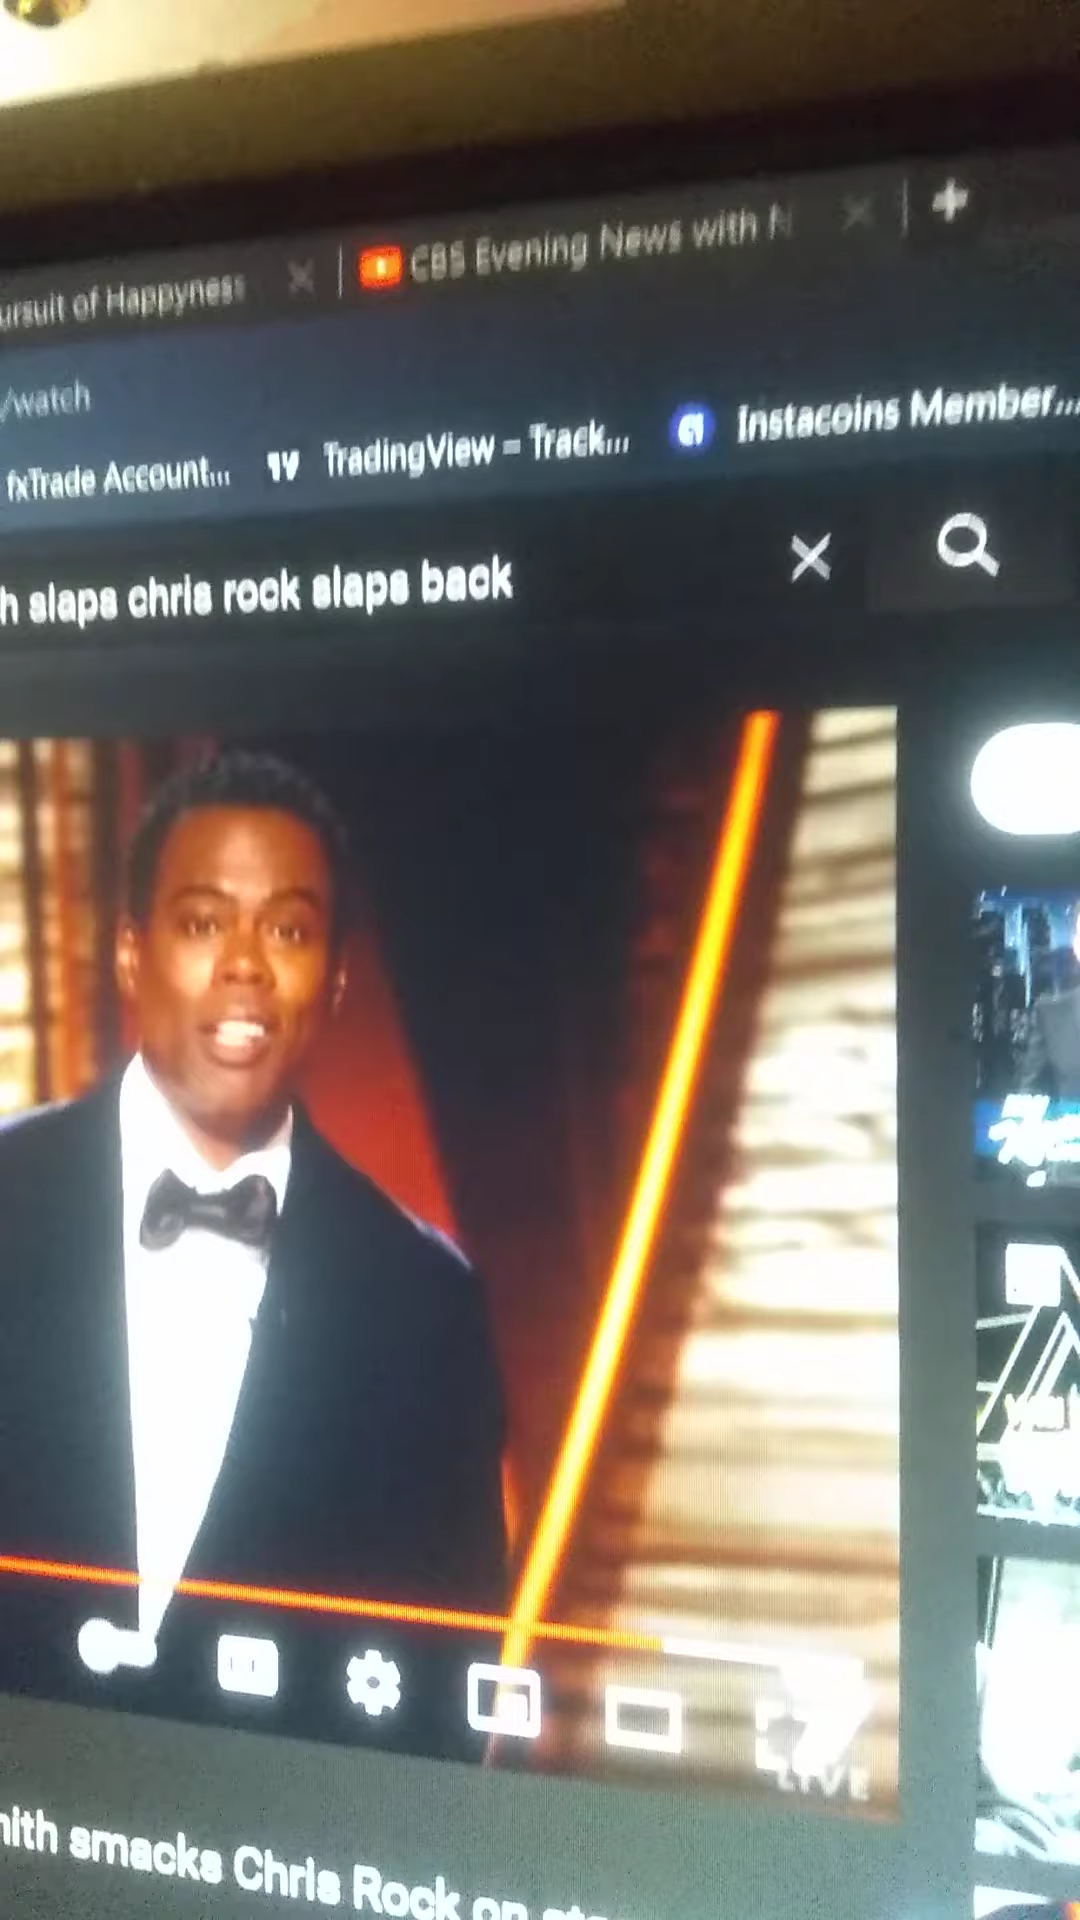 ursuit of Happyness
CBS Evening News with N
/watch
fxTrade Account...
TradingView – Track...
Instacoins Member...
h slaps chris rock slaps back
LIVE
mith smacks Chris Rock on